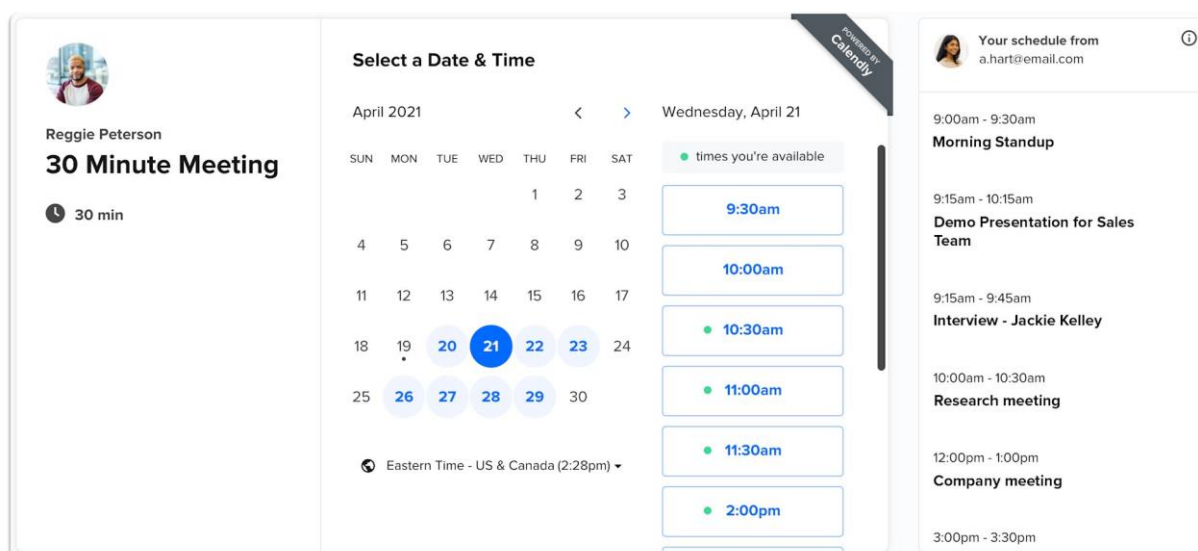 Reggie Peterson
30 Minute Meeting
30 min
POWERED BY
Calendly
Select a Date & Time
April 2021
SUN MON TUE WED THU FRI SAT
1 2 3
4 5 6 7 8 9 10
11 12 13 14 15 16 17
18 19 20 21 22 23 24
25 26 27 28 29 30
Eastern Time - US & Canada (2:28pm)
Wednesday, April 21
times you're available
9:30am
10:00am
10:30am
11:00am
11:30am
2:00pm
Your schedule from
a.hart@email.com
9:00am - 9:30am
Morning Standup
9:15am - 10:15am
Demo Presentation for Sales
Team
9:15am - 9:45am
Interview - Jackie Kelley
10:00am - 10:30am
Research meeting
12:00pm - 1:00pm
Company meeting
3:00pm - 3:30pm